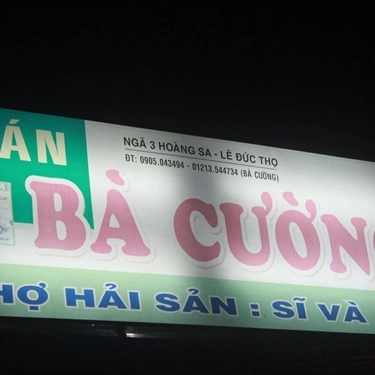 ÁN
NGÃ 3 HOÀNG SA - LÊ ĐỨC THỌ
ĐT: 0905.043494 - 01213.544734 (BÀ CƯỜNG)
BÀ CƯỜNG
HỢ HẢI SẢN : SĨ VÀ